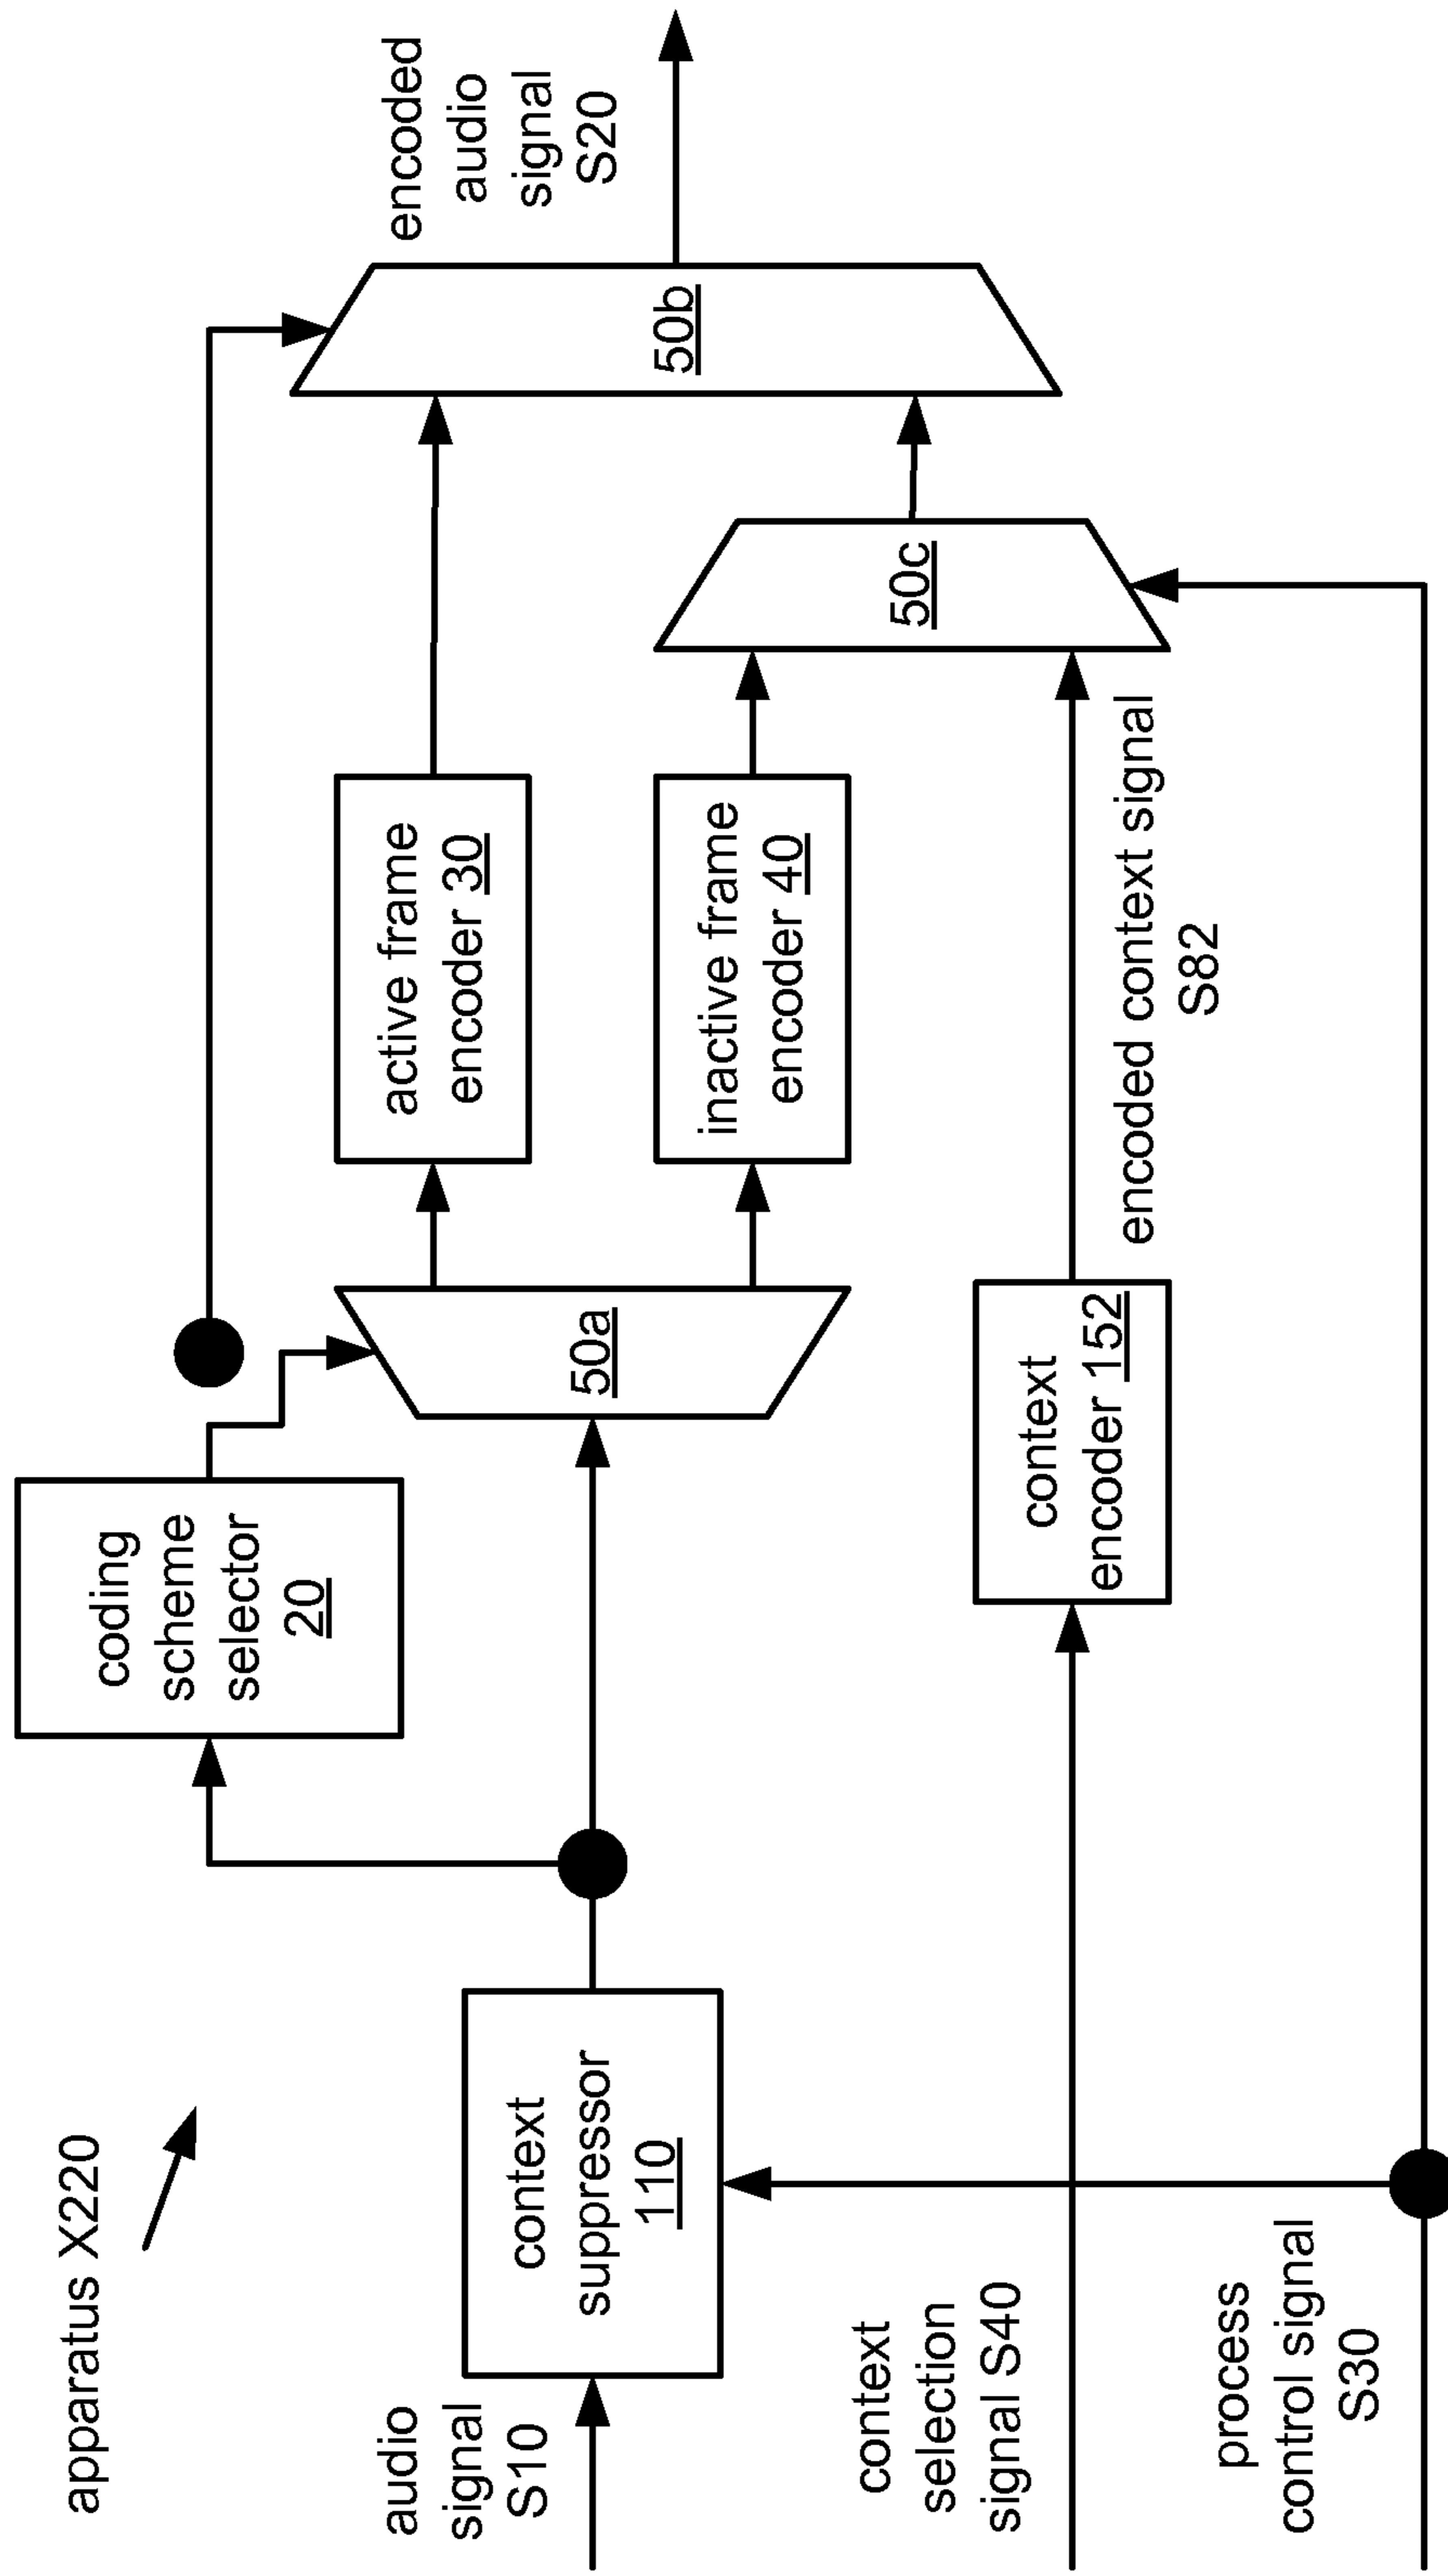 apparatus X220
audio
signal
S10
context
suppressor
110
coding
scheme
selector
20
50a
active frame
encoder 30
inactive frame
encoder 40
50b
encoded
audio
signal
S20
50c
context
selection
signal S40
context
encoder 152
encoded context signal
S82
process
control signal
S30